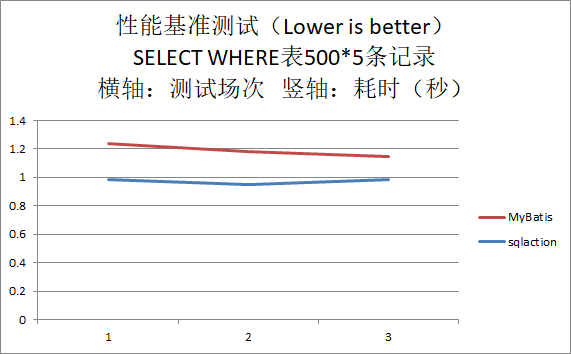 性能基准测试（Lower is better）
SELECT WHERE表500*5条记录
横轴：测试场次 竖轴：耗时（秒）
1.4
1.2
1
0.8
0.6
0.4
0.2
0
1 2 3
MyBatis
sqlaction